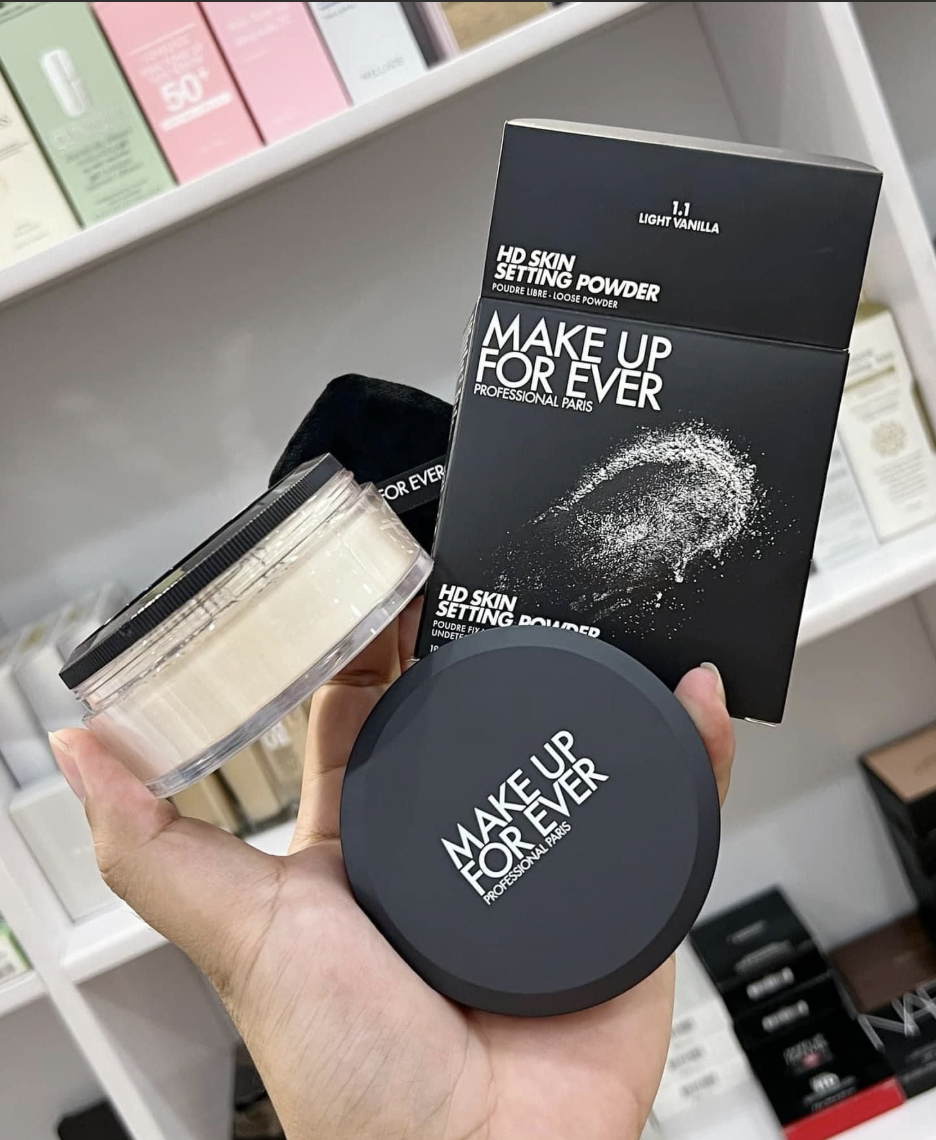 50+
1.1
LIGHT VANILLA
HD SKIN
SETTING POWDER
POUDRE LIBRE - LOOSE POWDER
MAKE UP
FOR EVER
PROFESSIONAL PARIS
FOR EVER
HD SKIN
SETTING POWDER
MAKE UP
FOR EVER
PROFESSIONAL PARIS